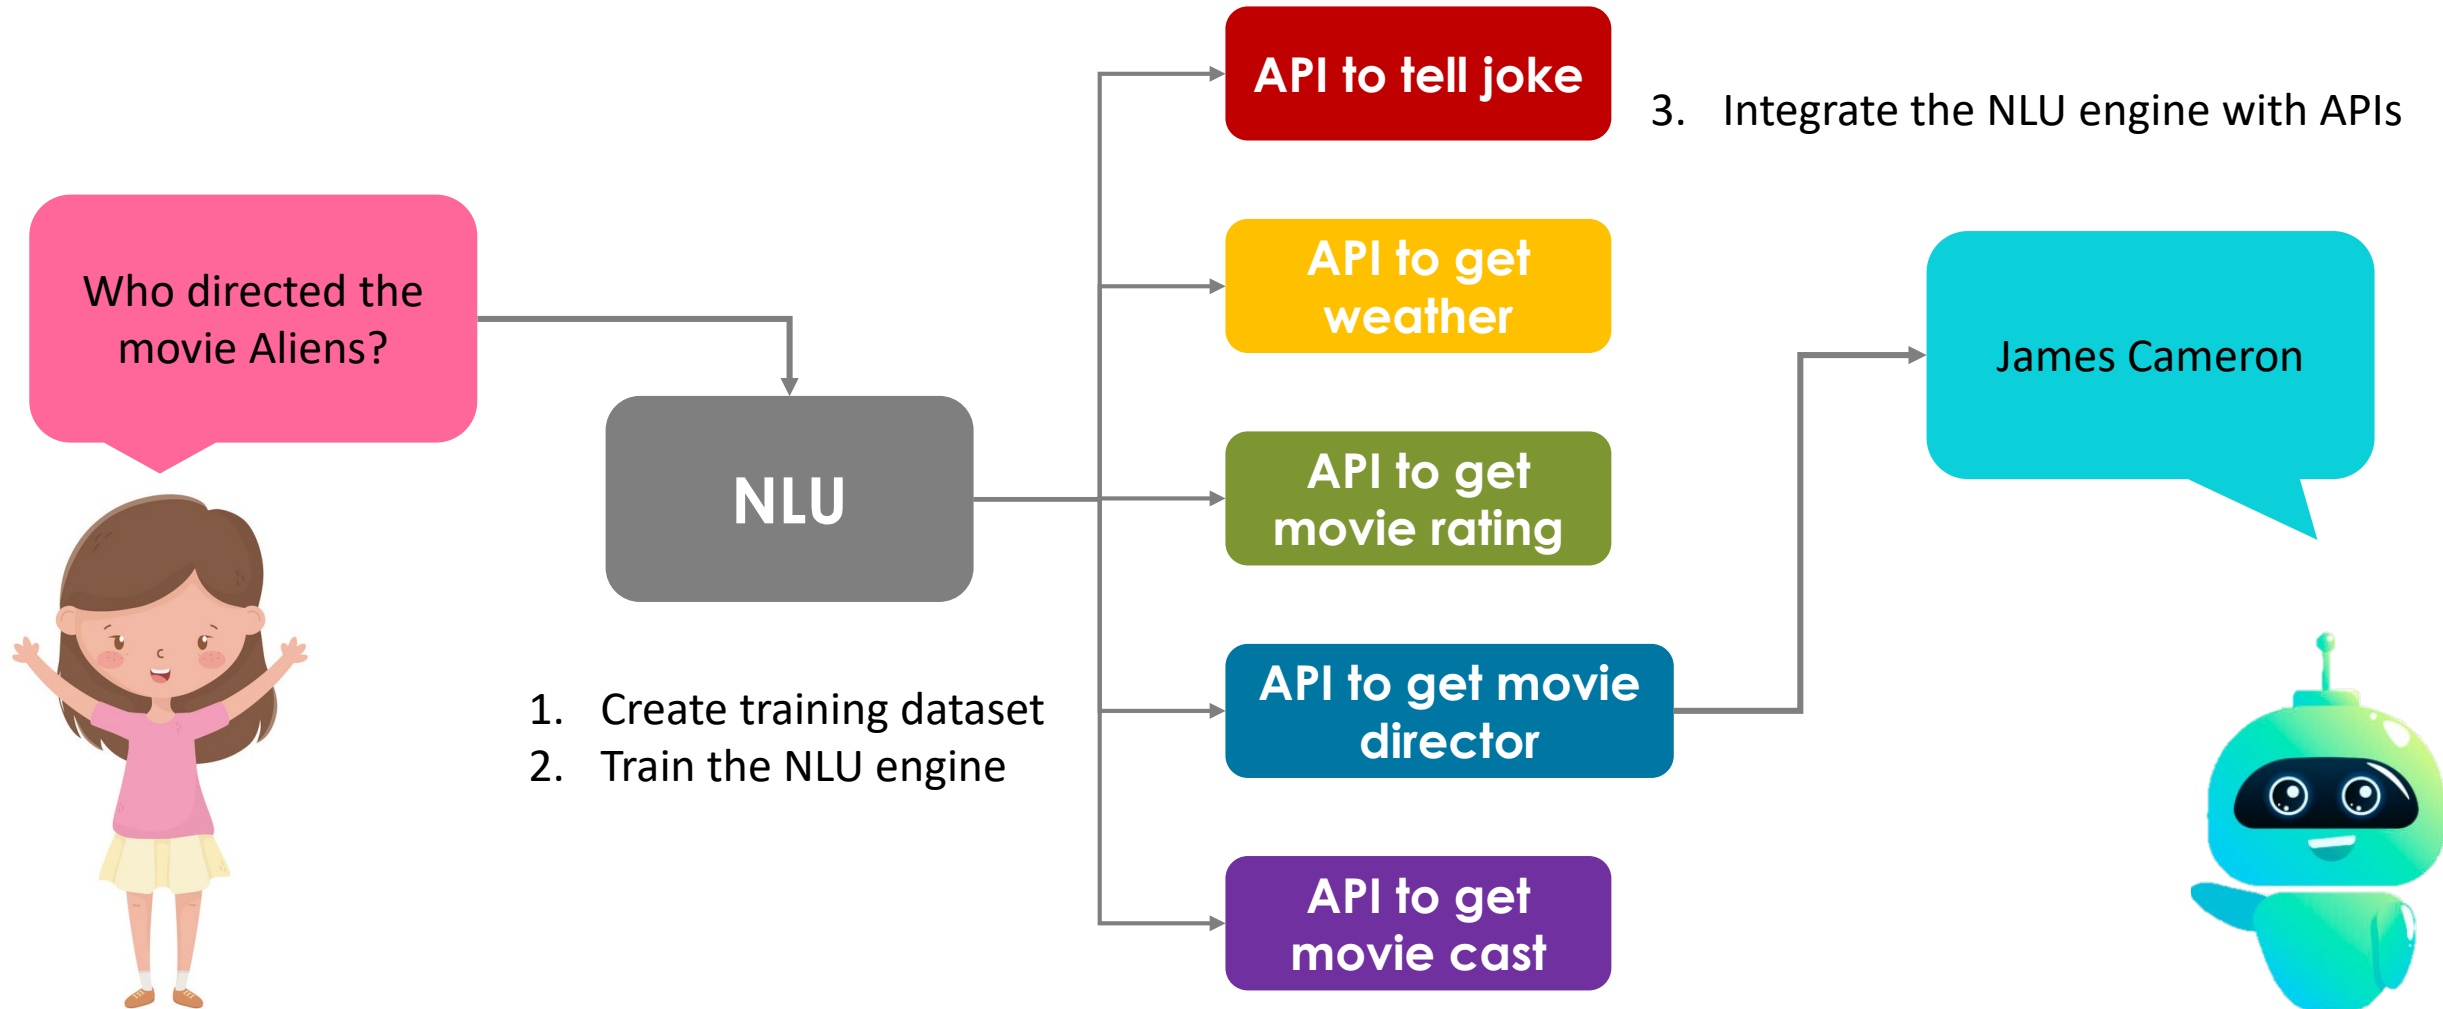 Who directed the
movie Aliens?
NLU
1. Create training dataset
2. Train the NLU engine
API to tell joke
API to get
weather
API to get
movie rating
API to get movie
director
API to get
movie cast
3. Integrate the NLU engine with APIs
James Cameron